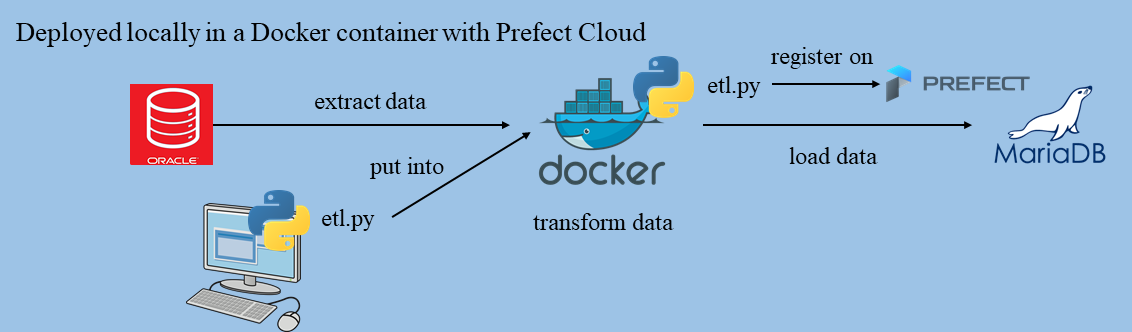 Deployed locally in a Docker container with Prefect Cloud
register on
etl.py
PREFECT
extract data
ORACLE
put into
docker
load data
MariaDB
etl.py
transform data